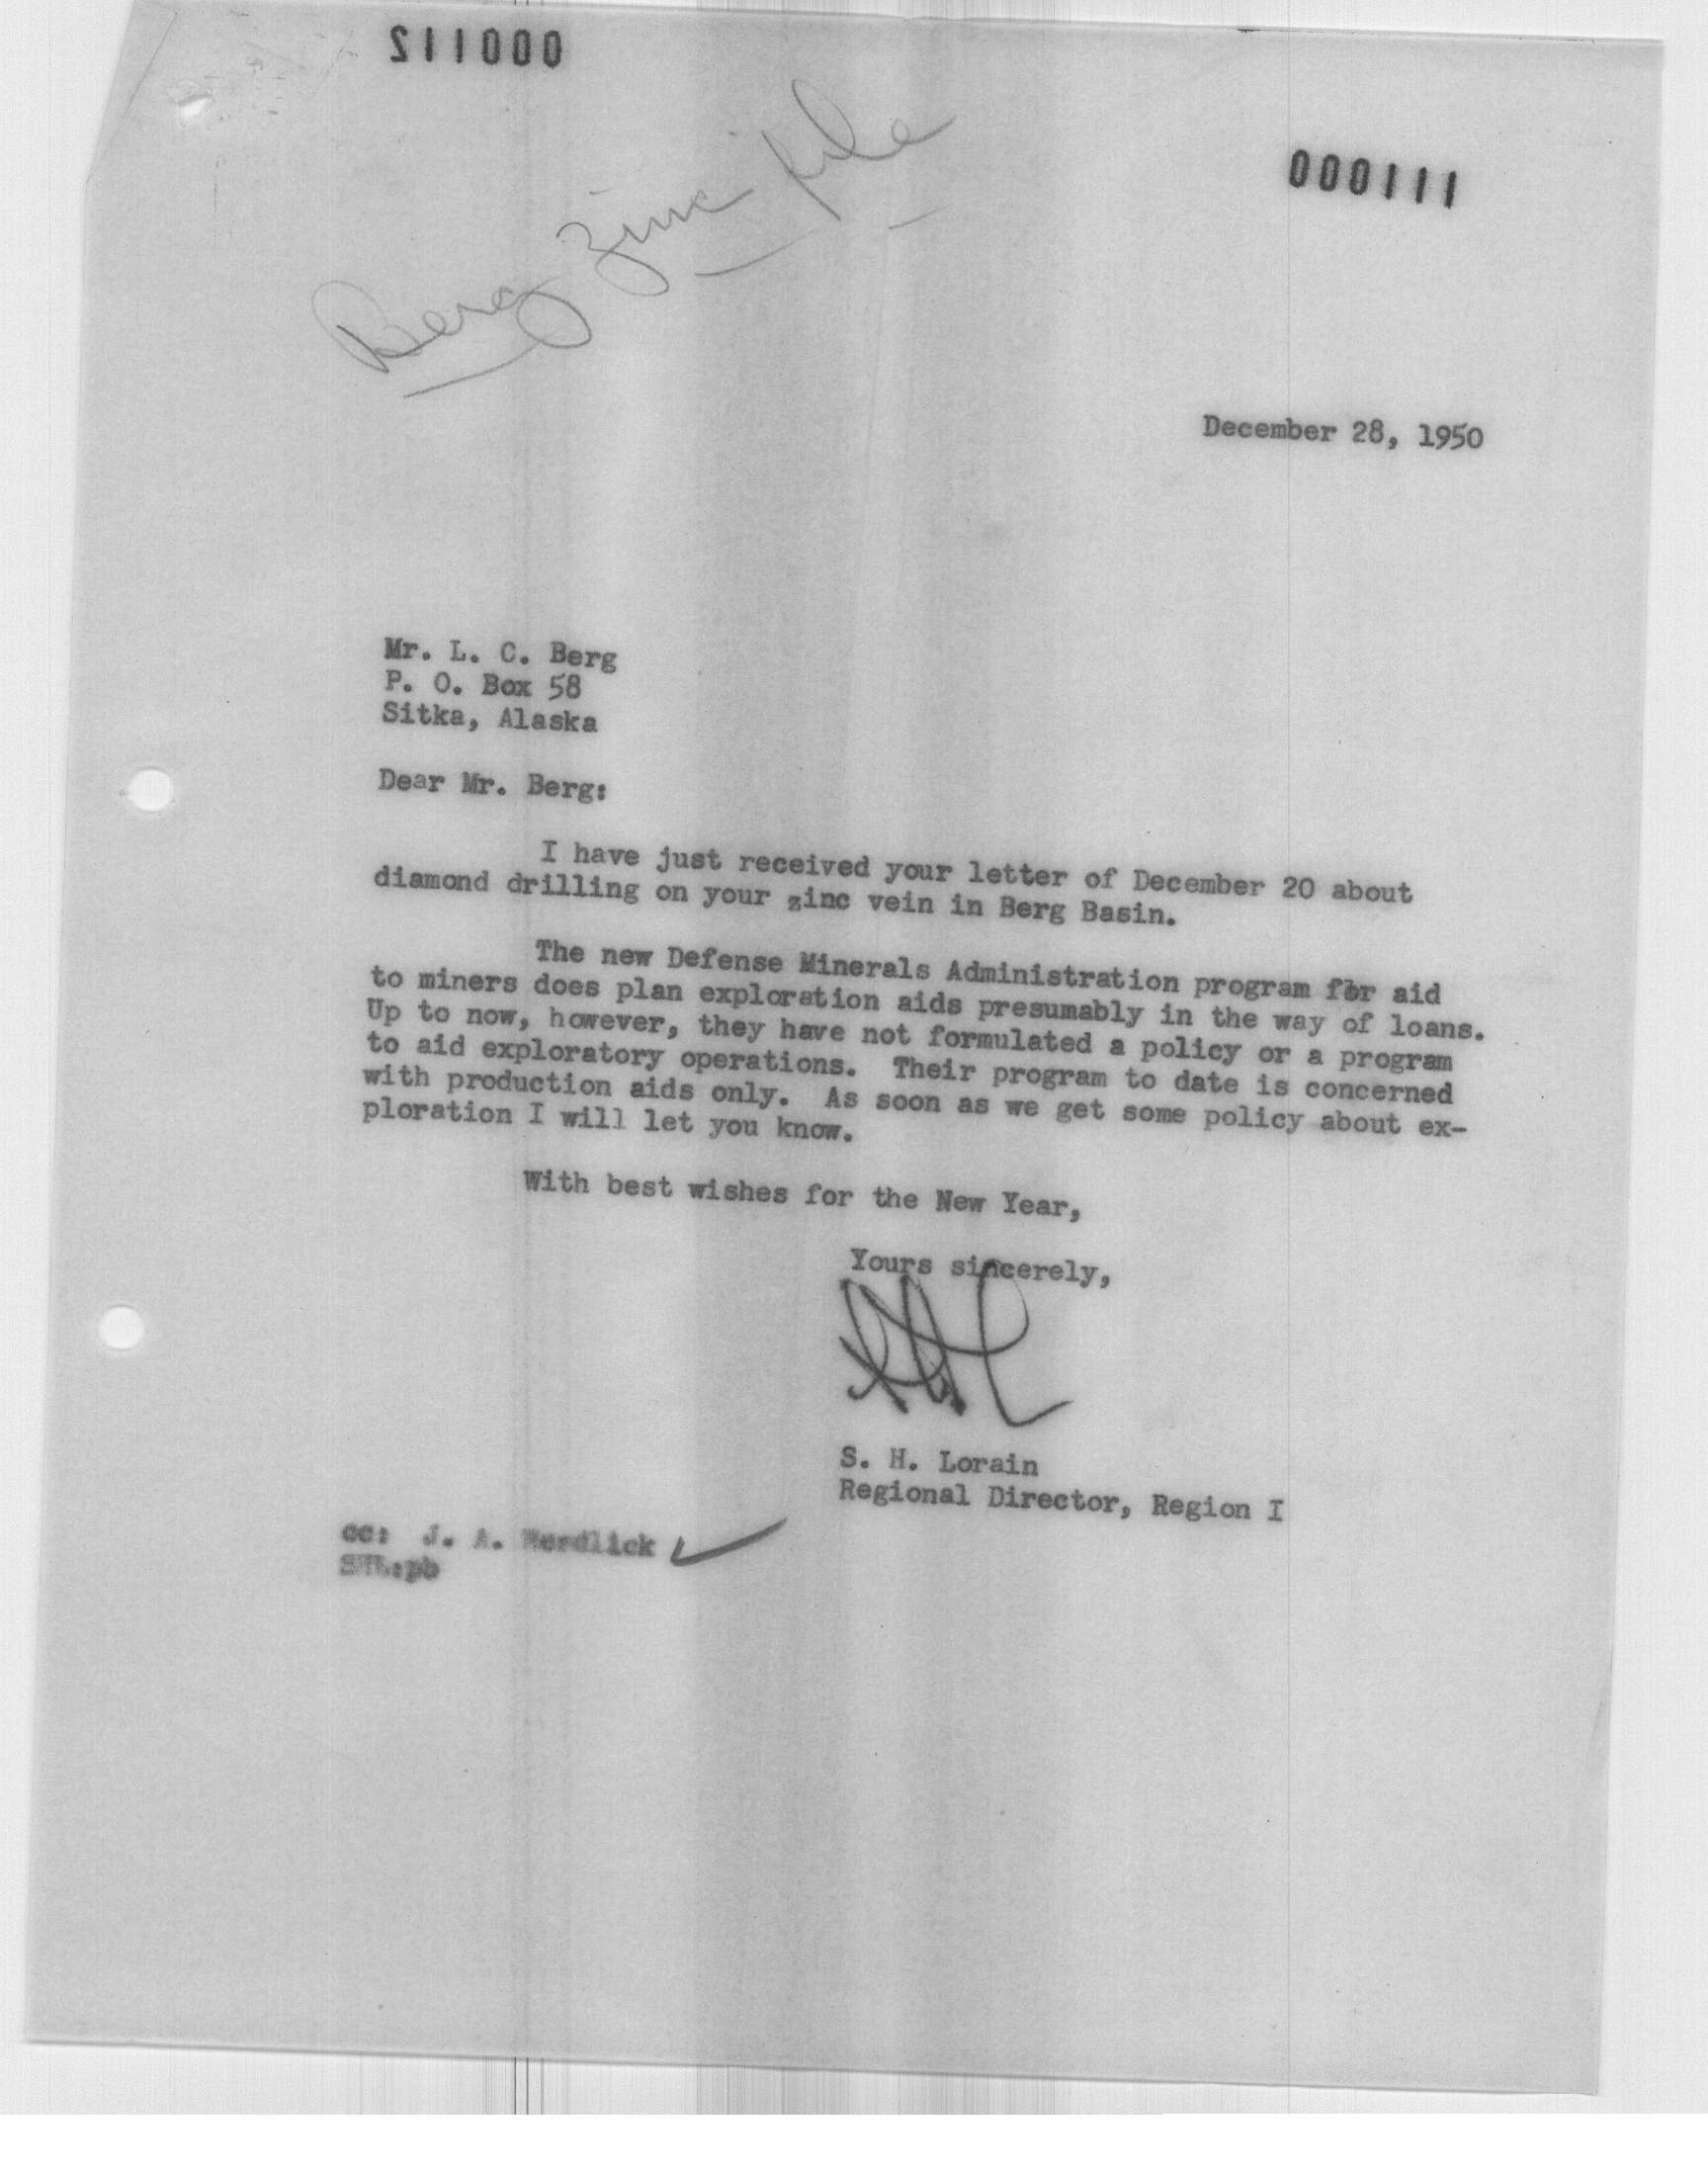 000112
000111
Berg Zinc file
December 28, 1950
Mr. L. C. Berg
P. O. Box 58
Sitka, Alaska
Dear Mr. Berg:
I have just received your letter of December 20 about
diamond drilling on your zinc vein in Berg Basin.
The new Defense Minerals Administration program for aid
to miners does plan exploration aids presumably in the way of loans.
Up to now, however, they have not formulated a policy or a program
to aid exploratory operations. Their program to date is concerned
with production aids only. As soon as we get some policy about ex-
ploration I will let you know.
With best wishes for the New Year,
Yours sincerely,
S. H. Lorain
Regional Director, Region I
cc: J. A. Herdlick
SHL:pb